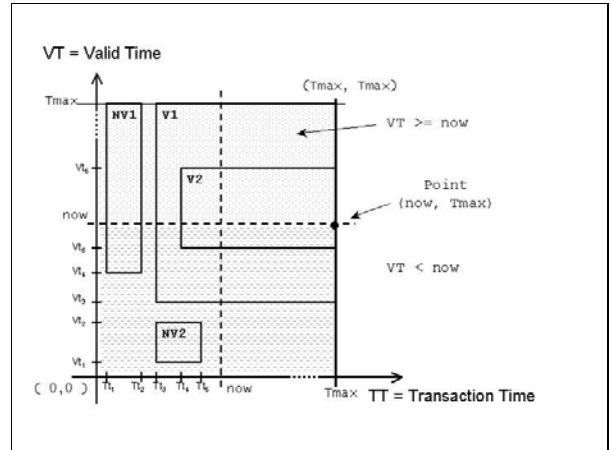 VT = Valid Time
(Tmax, Tmax)
Tmax
NV1
V1
VT >= now
Vt6
V2
Point
(now, Tmax)
now
Vt5
VT < now
Vt4
Vt3
Vt2
NV2
Vt1
( 0,0 )
Tt1 Tt2 Tt3 Tt4 Tt5 now Tmax TT = Transaction Time